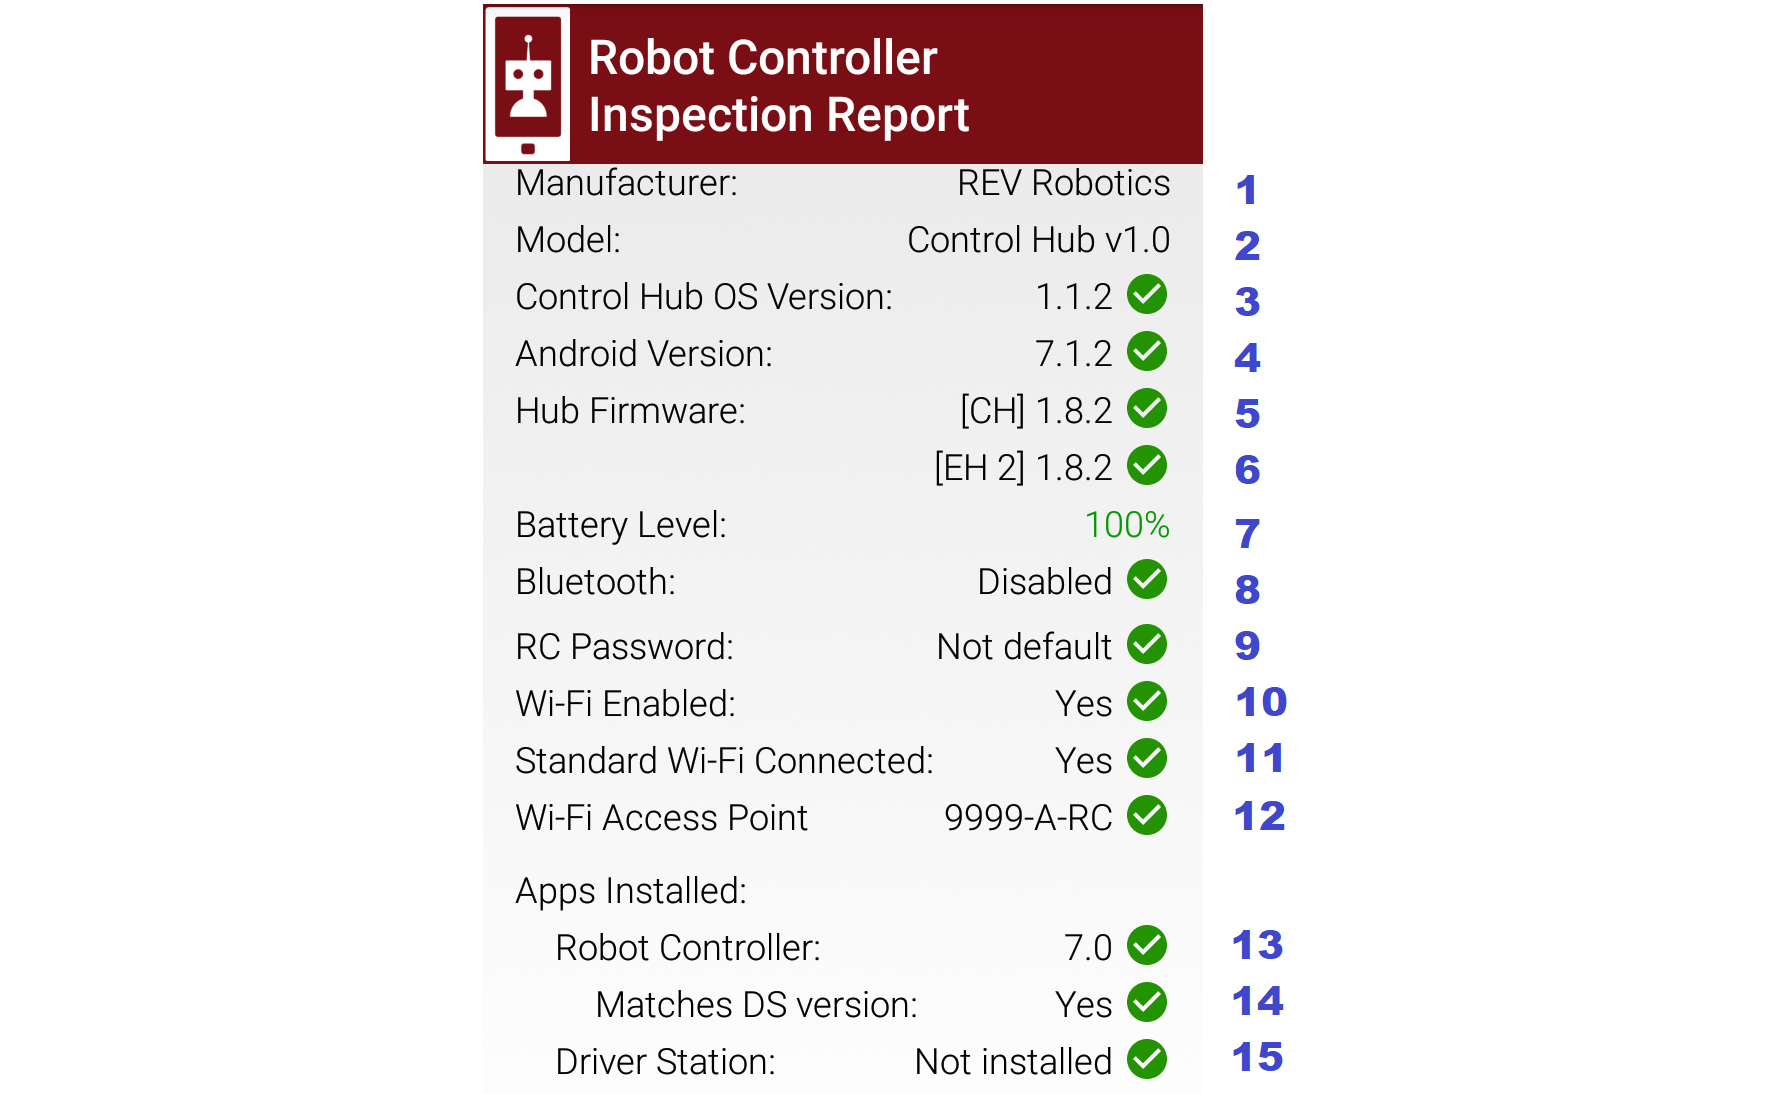 Robot Controller
Inspection Report
Manufacturer: REV Robotics 1
Model: Control Hub v1.0 2
Control Hub OS Version: 1.1.2 3
Android Version: 7.1.2 4
Hub Firmware: [CH] 1.8.2 5
[EH 2] 1.8.2 6
Battery Level: 100% 7
Bluetooth: Disabled 8
RC Password: Not default 9
Wi-Fi Enabled: Yes 10
Standard Wi-Fi Connected: Yes 11
Wi-Fi Access Point 9999-A-RC 12
Apps Installed:
Robot Controller: 7.0 13
Matches DS version: Yes 14
Driver Station: Not installed 15